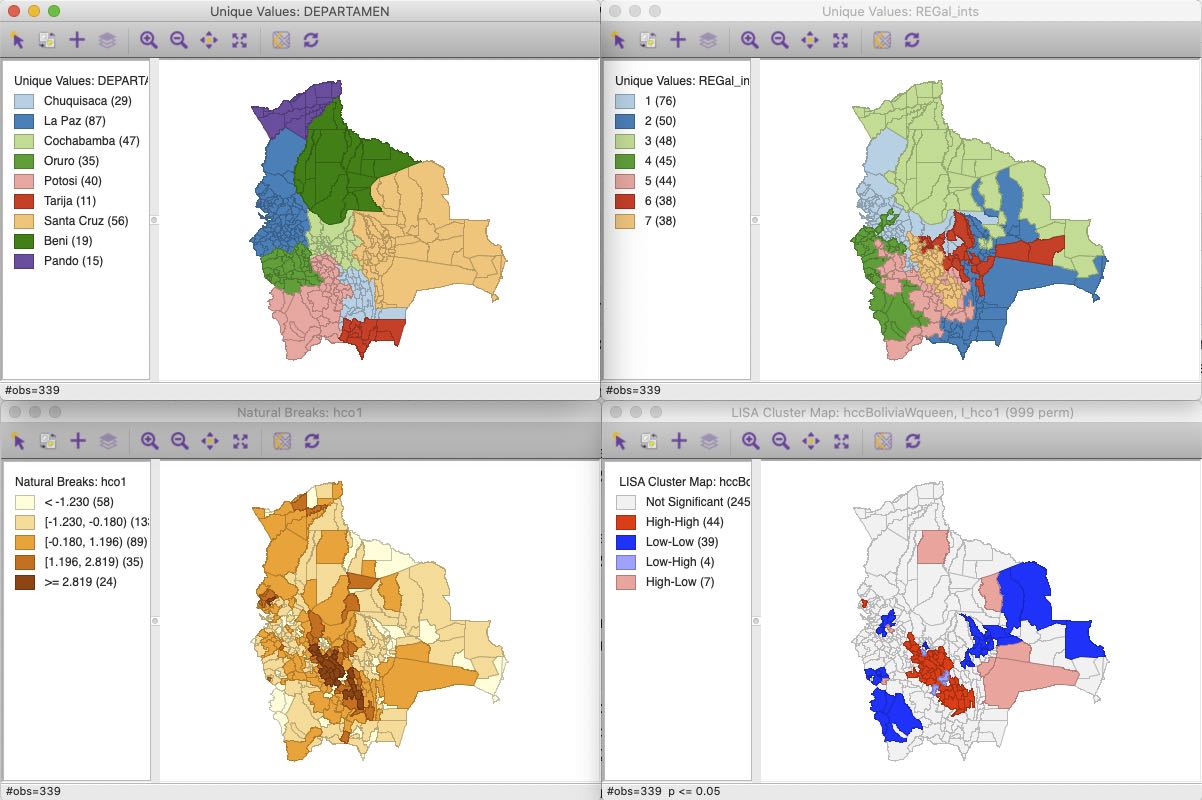 Unique Values: DEPARTAMEN
Unique Values: DEPARTA
Chuquisaca (29)
La Paz (87)
Cochabamba (47)
Oruro (35)
Potosi (40)
Tarija (11)
Santa Cruz (56)
Beni (19)
Pando (15)
#obs=339
Unique Values: REGal_ints
Unique Values: REGal_in
1 (76)
2 (50)
3 (48)
4 (45)
5 (44)
6 (38)
7 (38)
#obs=339
Natural Breaks: hco1
Natural Breaks: hco1
< -1.230 (58)
[-1.230, -0.180) (13
[-0.180, 1.196) (89)
[1.196, 2.819) (35)
>= 2.819 (24)
#obs=339
LISA Cluster Map: hccBoliviaWqueen, I_hco1 (999 perm)
LISA Cluster Map: hccBo
Not Significant (245
High-High (44)
Low-Low (39)
Low-High (4)
High-Low (7)
#obs=339 p <= 0.05